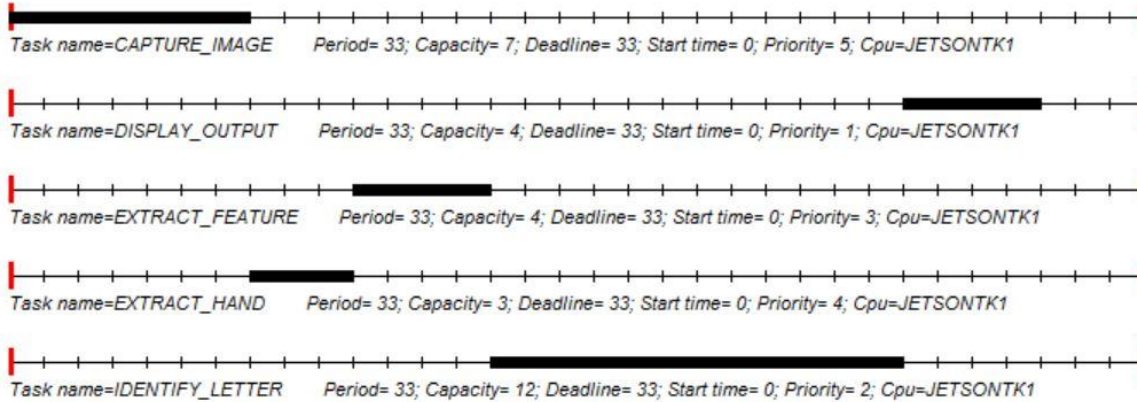 Task name=CAPTURE_IMAGE Period= 33; Capacity= 7; Deadline= 33; Start time= 0; Priority= 5; Cpu=JETSONTK1
Task name=DISPLAY_OUTPUT Period= 33; Capacity= 4; Deadline= 33; Start time= 0; Priority= 1; Cpu=JETSONTK1
Task name=EXTRACT_FEATURE Period= 33; Capacity= 4; Deadline= 33; Start time= 0; Priority= 3; Cpu=JETSONTK1
Task name=EXTRACT_HAND Period= 33; Capacity= 3; Deadline= 33; Start time= 0; Priority= 4; Cpu=JETSONTK1
Task name=IDENTIFY_LETTER Period= 33; Capacity= 12; Deadline= 33; Start time= 0; Priority= 2; Cpu=JETSONTK1